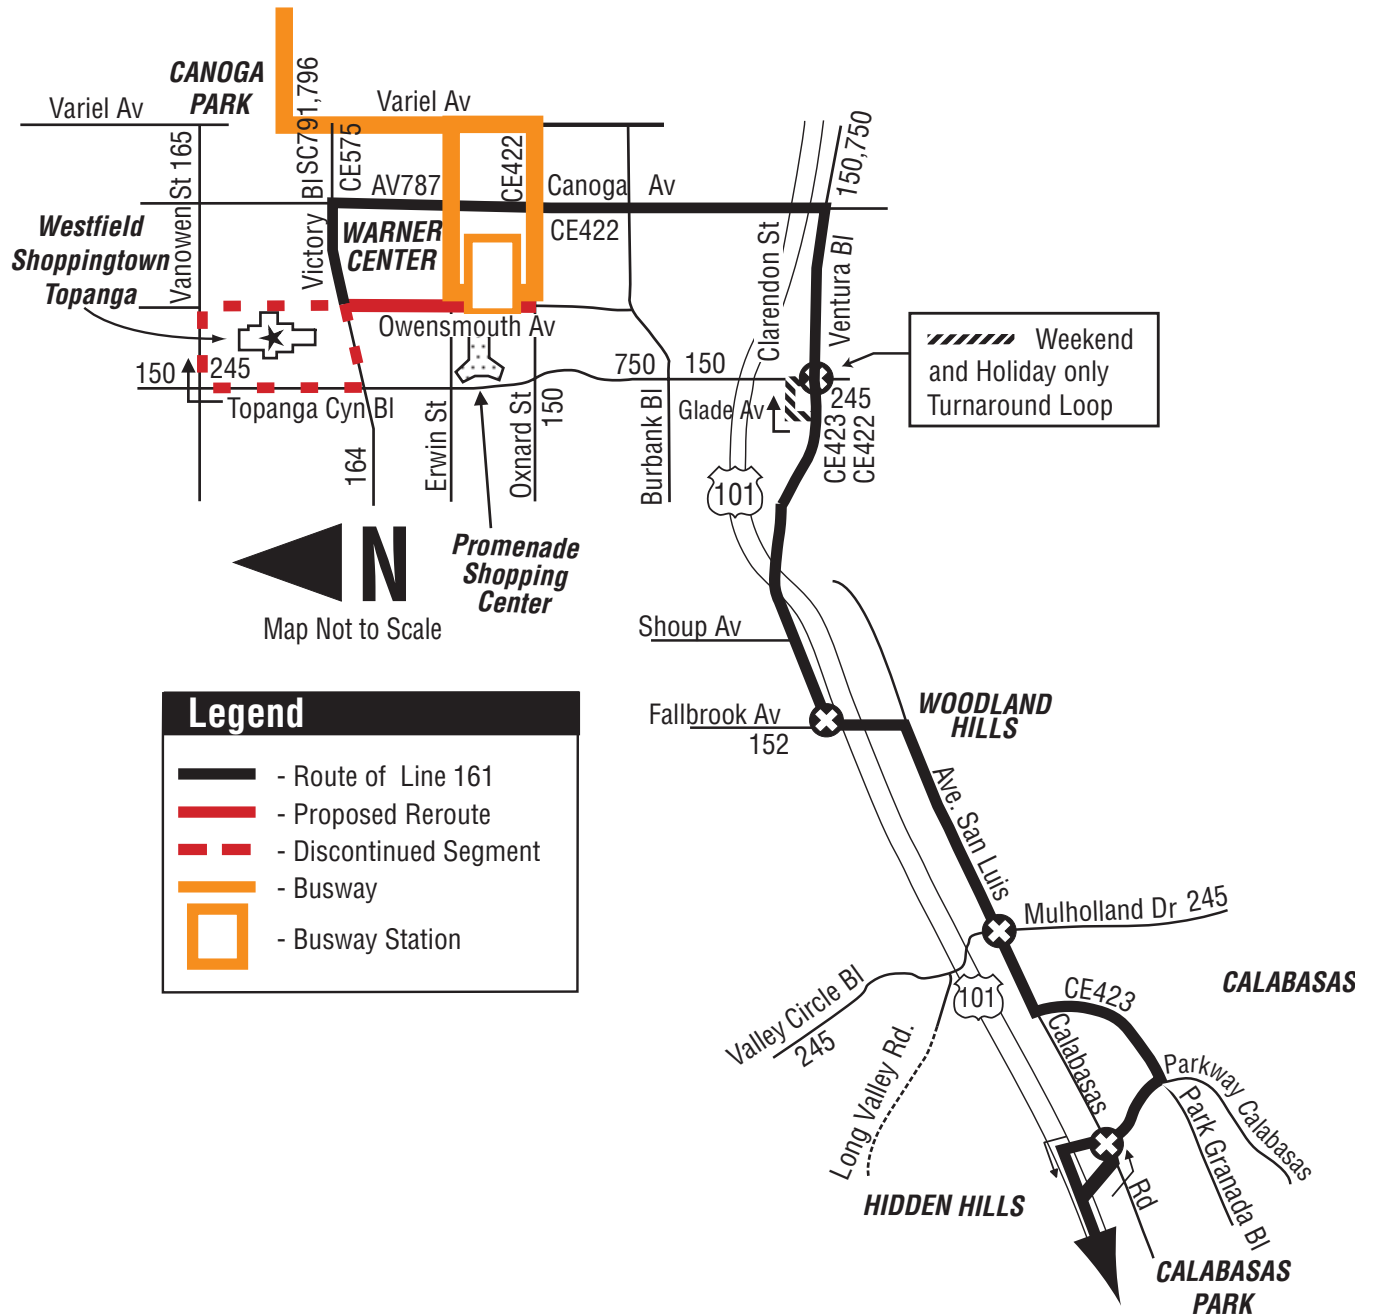 CANOGA
PARK
Variel Av
Variel Av
SC791,796
CE575
CE422
150,750
Vanowen St 165
Victory Bl
AV787
Canoga Av
CE422
WARNER
CENTER
Westfield
Shoppingtown
Topanga
Clarendon St
Ventura Bl
Owensmouth Av
Weekend
and Holiday only
Turnaround Loop
150
245
750
150
245
Topanga Cyn Bl
Glade Av
CE423
CE422
164
Erwin St
Oxnard St
150
Burbank Bl
101
N
Map Not to Scale
Promenade
Shopping
Center
Shoup Av
Fallbrook Av
152
WOODLAND
HILLS
Legend
- Route of Line 161
- Proposed Reroute
- Discontinued Segment
- Busway
- Busway Station
Ave. San Luis
Mulholland Dr 245
Valley Circle Bl
245
101
CE423
CALABASAS
Long Valley Rd.
Calabasas
Rd
Parkway Calabasas
Park Granada Bl
HIDDEN HILLS
CALABASAS
PARK